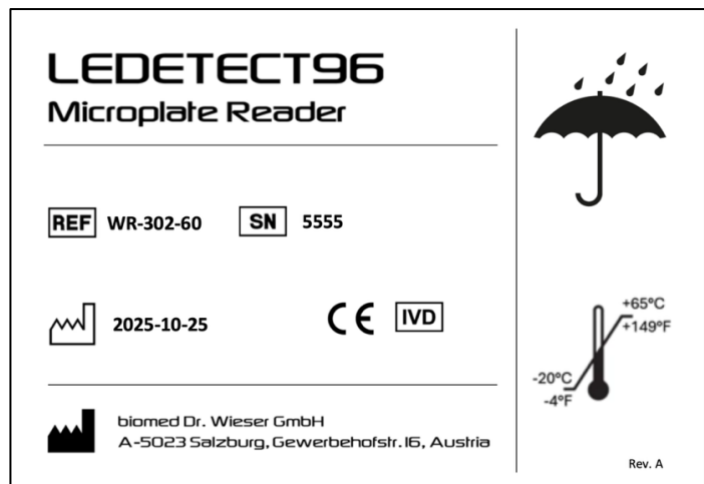 LEDETECT96
Microplate Reader
REF WR-302-60 SN 5555
2025-10-25 CE IVD
biomed Dr. Wieser GmbH
A-5023 Salzburg, Gewerbehofstr. 16, Austria
+65°C
+149°F
-20°C
-4°F
Rev. A